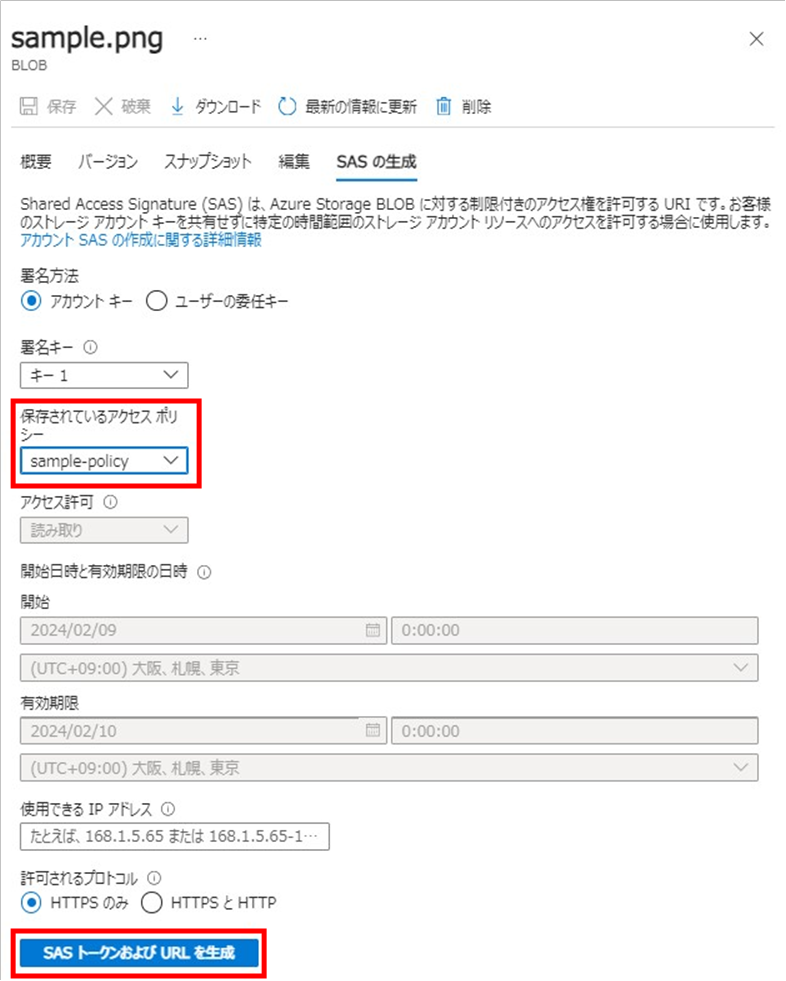 sample.png ...
BLOB
保存 破棄 ダウンロード 最新の情報に更新 削除
概要 バージョン スナップショット 編集 SAS の生成
Shared Access Signature (SAS) は、Azure Storage BLOB に対する制限付きのアクセス権を許可する URI です。お客様
のストレージ アカウント キーを共有せずに特定の時間範囲のストレージ アカウント リソースへのアクセスを許可する場合に使用します。
アカウント SAS の作成に関する詳細情報
署名方法
アカウント キー ユーザーの委任キー
署名キー
キー 1
保存されているアクセス ポリ
シー
sample-policy
アクセス許可
読み取り
開始日時と有効期限の日時
開始
2024/02/09 0:00:00
(UTC+09:00) 大阪、札幌、東京
有効期限
2024/02/10 0:00:00
(UTC+09:00) 大阪、札幌、東京
使用できる IP アドレス
たとえば、168.1.5.65 または 168.1.5.65-1…
許可されるプロトコル
HTTPS のみ HTTPS と HTTP
SAS トークンおよび URL を生成